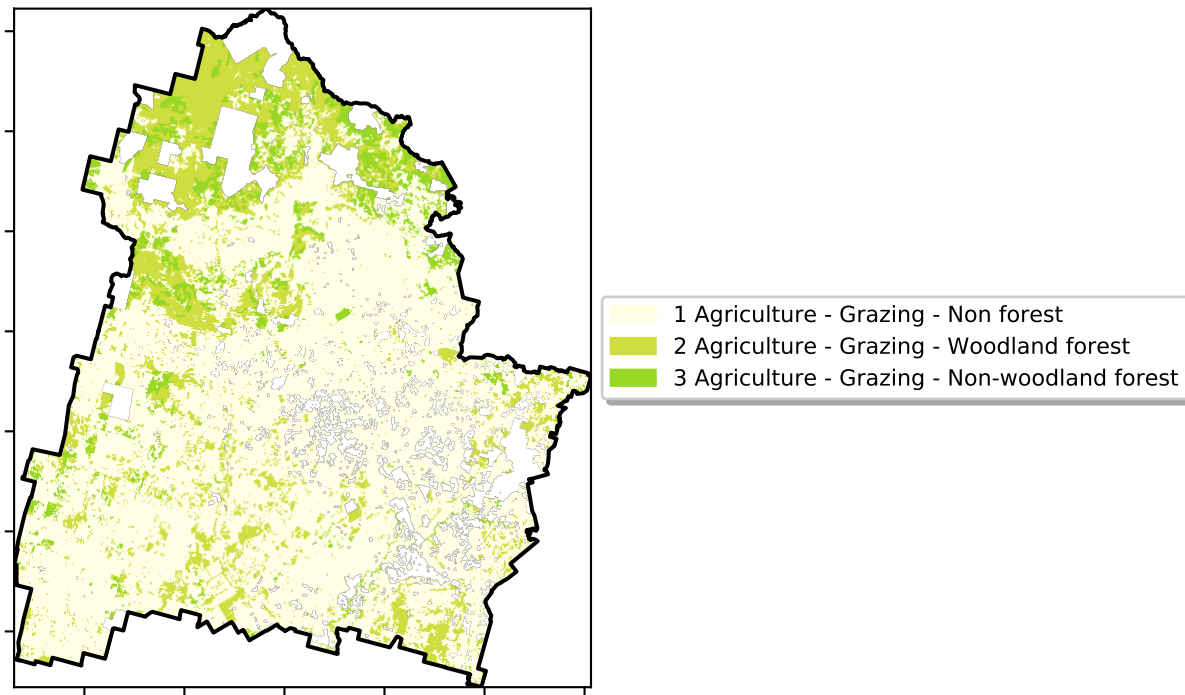 1 Agriculture - Grazing - Non forest
2 Agriculture - Grazing - Woodland forest
3 Agriculture - Grazing - Non-woodland forest